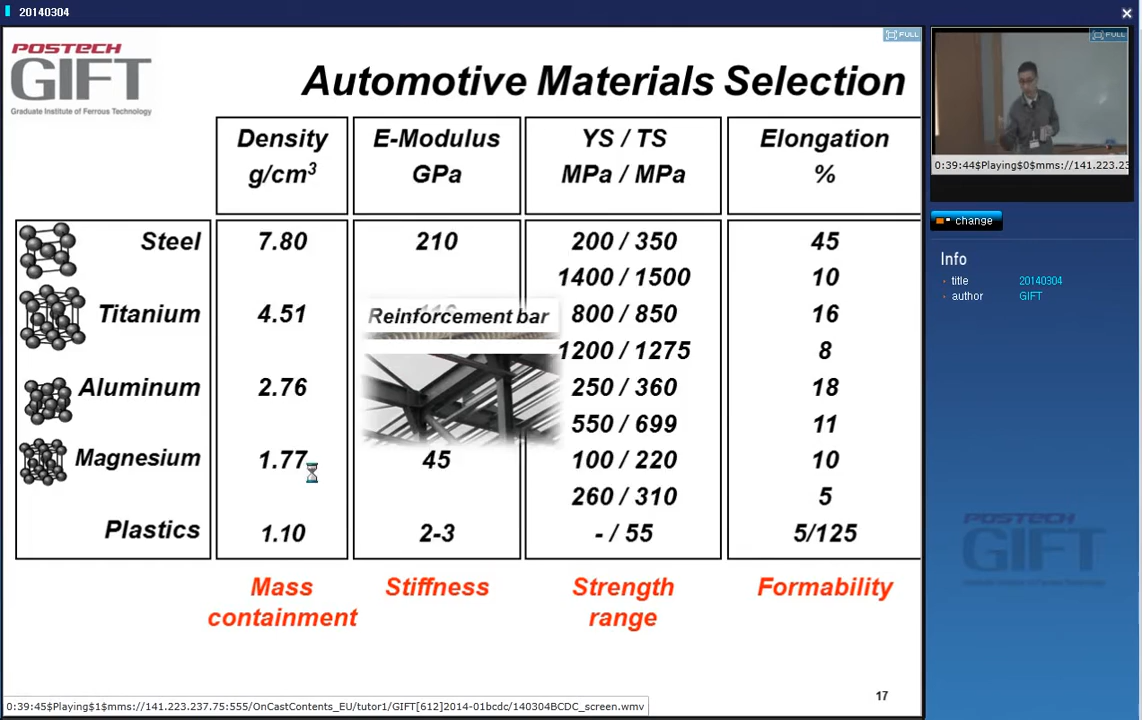 20140304
FULL
POSTECH
GIFT
Graduate Institute of Ferrous Technology
Automotive Materials Selection
Density E-Modulus YS / TS Elongation
g/cm³ GPa MPa / MPa %
Steel 7.80 210 200 / 350 45
1400 / 1500 10
Titanium 4.51 800 / 850 16
Reinforcement bar
1200 / 1275 8
Aluminum 2.76 250 / 360 18
550 / 699 11
Magnesium 1.77 45 100 / 220 10
260 / 310 5
Plastics 1.10 2-3 - / 55 5/125
Mass Stiffness Strength Formability
containment range
17
0:39:45$Playing$1$mms://141.223.237.75:555/OnCastContents_EU/tutor1/GIFT[612]2014-01bcdc/140304BCDC_screen.wmv
FULL
0:39:44$Playing$0$mms://141.223.23
change
Info
title 20140304
author GIFT
POSTECH
GIFT